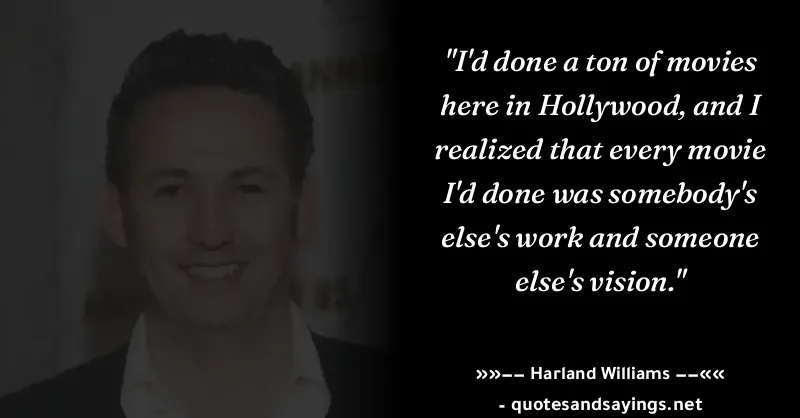 "I'd done a ton of movies
here in Hollywood, and I
realized that every movie
I'd done was somebody's
else's work and someone
else's vision."
»»–– Harland Williams ––««
- quotesandsayings.net